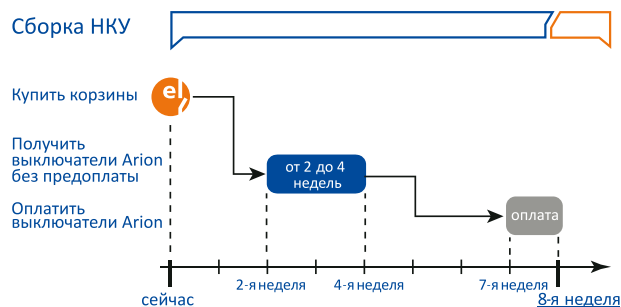 Сборка НКУ
Купить корзины
el
Получить
выключатели Arion
без предоплаты
от 2 до 4
недель
Оплатить
выключатели Arion
оплата
2-я неделя
4-я неделя
7-я неделя
сейчас
8-я неделя